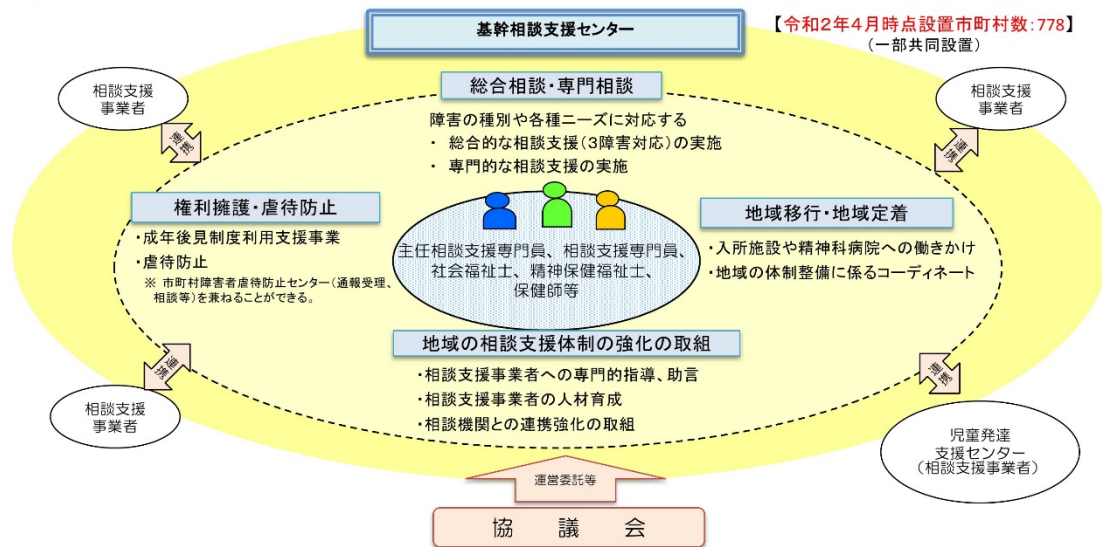 基幹相談支援センター
【令和2年4月時点設置市町村数:778】
(一部共同設置)
相談支援
事業者
連携
相談支援
事業者
連携
総合相談・専門相談
障害の種別や各種ニーズに対応する
・ 総合的な相談支援(3障害対応)の実施
・ 専門的な相談支援の実施
権利擁護・虐待防止
・成年後見制度利用支援事業
・虐待防止
※ 市町村障害者虐待防止センター(通報受理、
相談等)を兼ねることができる。
主任相談支援専門員、相談支援専門員、
社会福祉士、精神保健福祉士、
保健師等
地域移行・地域定着
・入所施設や精神科病院への働きかけ
・地域の体制整備に係るコーディネート
地域の相談支援体制の強化の取組
・相談支援事業者への専門的指導、助言
・相談支援事業者の人材育成
・相談機関との連携強化の取組
連携
相談支援
事業者
連携
児童発達
支援センター
(相談支援事業者)
運営委託等
協 議 会